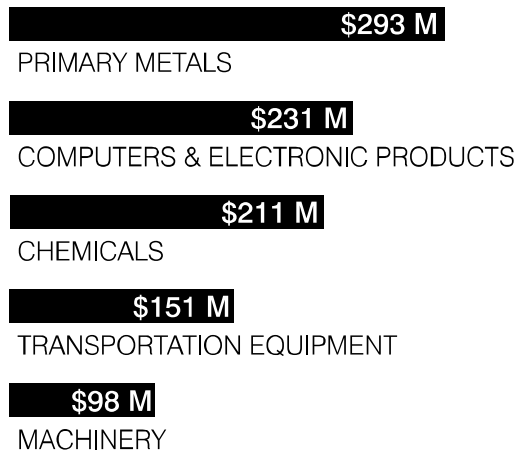 $293 M
PRIMARY METALS
$231 M
COMPUTERS & ELECTRONIC PRODUCTS
$211 M
CHEMICALS
$151 M
TRANSPORTATION EQUIPMENT
$98 M
MACHINERY